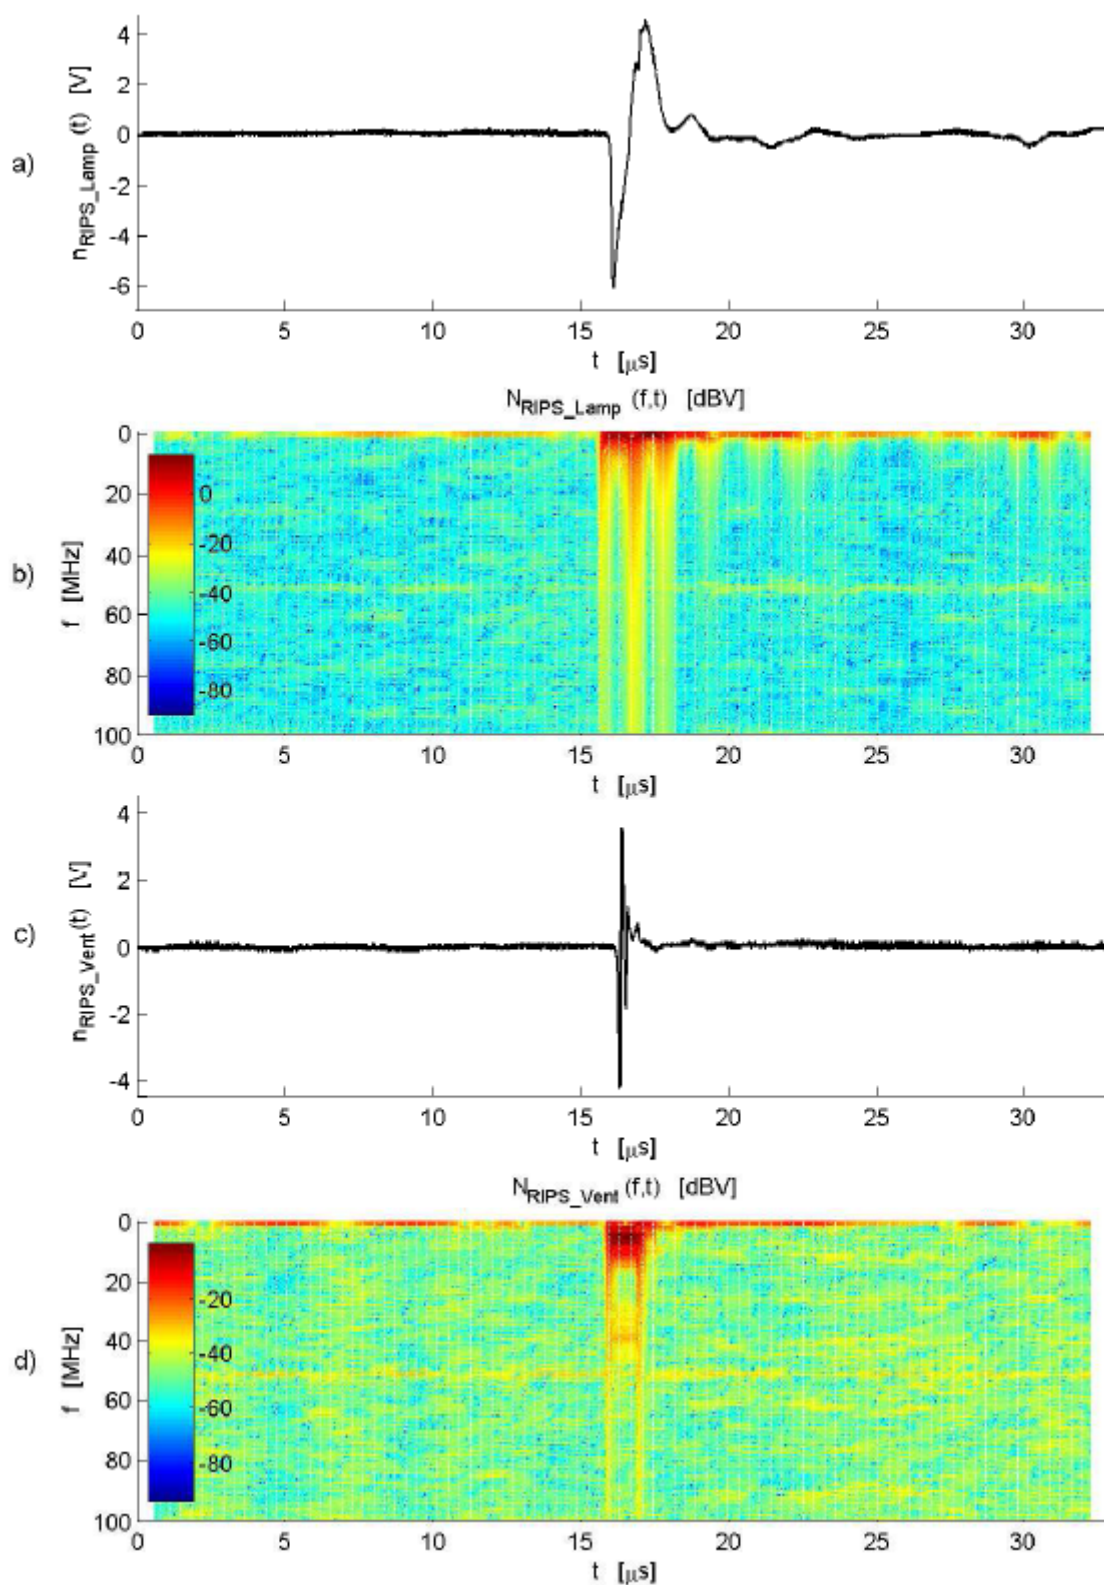 a)
n_RIPS_Lamp (t) [V]
4
2
0
-2
-4
-6
0 5 10 15 20 25 30
t [μs]
N_RIPS_Lamp (f,t) [dBV]
b)
f [MHz]
0
20
40
60
80
100
0
-20
-40
-60
-80
0 5 10 15 20 25 30
t [μs]
c)
n_RIPS_Vent (t) [V]
4
2
0
-2
-4
0 5 10 15 20 25 30
t [μs]
N_RIPS_Vent (f,t) [dBV]
d)
f [MHz]
0
20
40
60
80
100
-20
-40
-60
-80
0 5 10 15 20 25 30
t [μs]